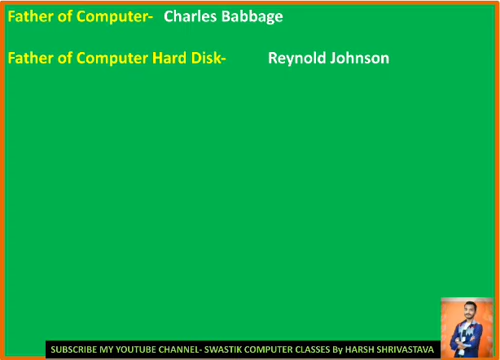 Father of Computer- Charles Babbage
Father of Computer Hard Disk- Reynold Johnson
SUBSCRIBE MY YOUTUBE CHANNEL- SWASTIK COMPUTER CLASSES By HARSH SHRIVASTAVA